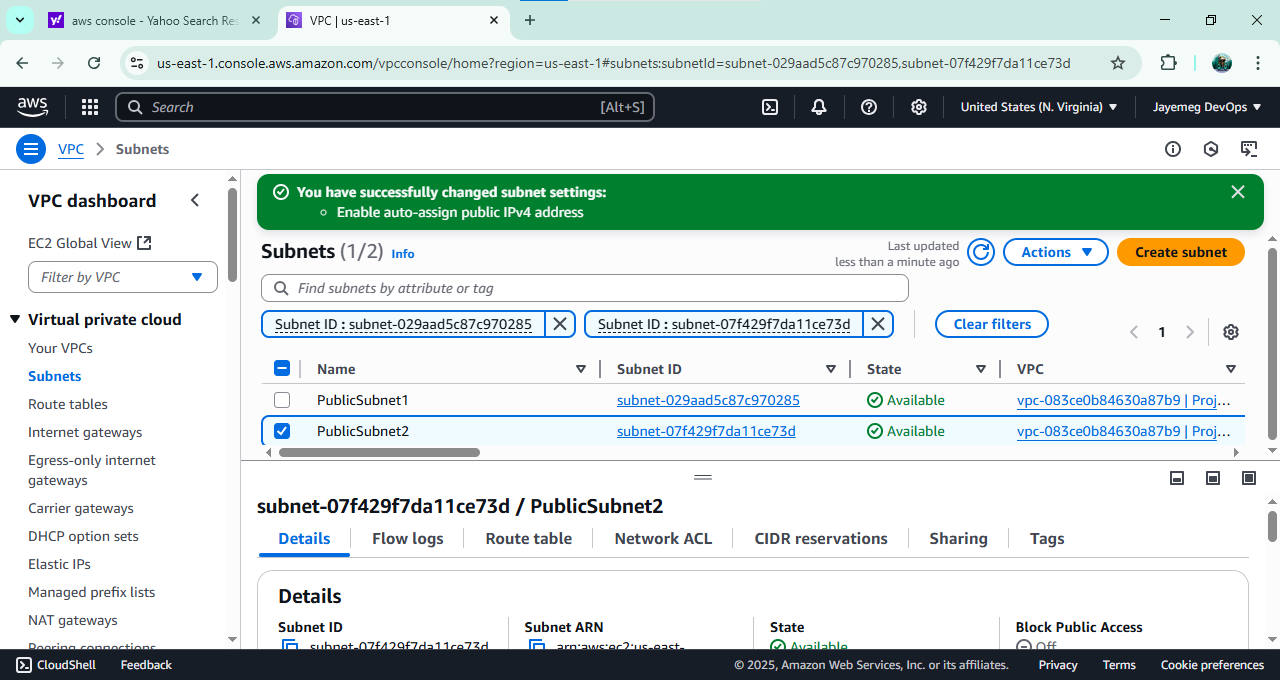 aws console - Yahoo Search Res
VPC | us-east-1
us-east-1.console.aws.amazon.com/vpcconsole/home?region=us-east-1#subnets:subnetId=subnet-029aad5c87c970285,subnet-07f429f7da11ce73d
aws
Search
[Alt+S]
United States (N. Virginia)
Jayemeg DevOps
VPC
Subnets
VPC dashboard
EC2 Global View
Filter by VPC
Virtual private cloud
Your VPCs
Subnets
Route tables
Internet gateways
Egress-only internet
gateways
Carrier gateways
DHCP option sets
Elastic IPs
Managed prefix lists
NAT gateways
Peering connections
You have successfully changed subnet settings:
Enable auto-assign public IPv4 address
Subnets (1/2) Info
Last updated
less than a minute ago
Actions
Create subnet
Find subnets by attribute or tag
Subnet ID : subnet-029aad5c87c970285
Subnet ID : subnet-07f429f7da11ce73d
Clear filters
1
Name Subnet ID State VPC
PublicSubnet1 subnet-029aad5c87c970285 Available vpc-083ce0b84630a87b9 | Proj...
PublicSubnet2 subnet-07f429f7da11ce73d Available vpc-083ce0b84630a87b9 | Proj...
subnet-07f429f7da11ce73d / PublicSubnet2
Details Flow logs Route table Network ACL CIDR reservations Sharing Tags
Details
Subnet ID
subnet-07f429f7da11ce73d
Subnet ARN
arn:aws:ec2:us-east-
State
Available
Block Public Access
Off
CloudShell Feedback
© 2025, Amazon Web Services, Inc. or its affiliates. Privacy Terms Cookie preferences